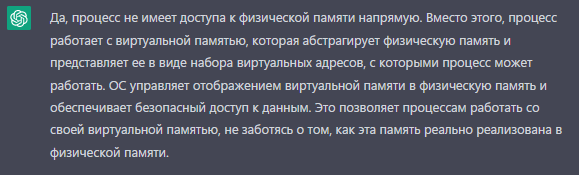 Да, процесс не имеет доступа к физической памяти напрямую. Вместо этого, процесс
работает с виртуальной памятью, которая абстрагирует физическую память и
представляет ее в виде набора виртуальных адресов, с которыми процесс может
работать. ОС управляет отображением виртуальной памяти в физическую память и
обеспечивает безопасный доступ к данным. Это позволяет процессам работать со
своей виртуальной памятью, не заботясь о том, как эта память реально реализована в
физической памяти.